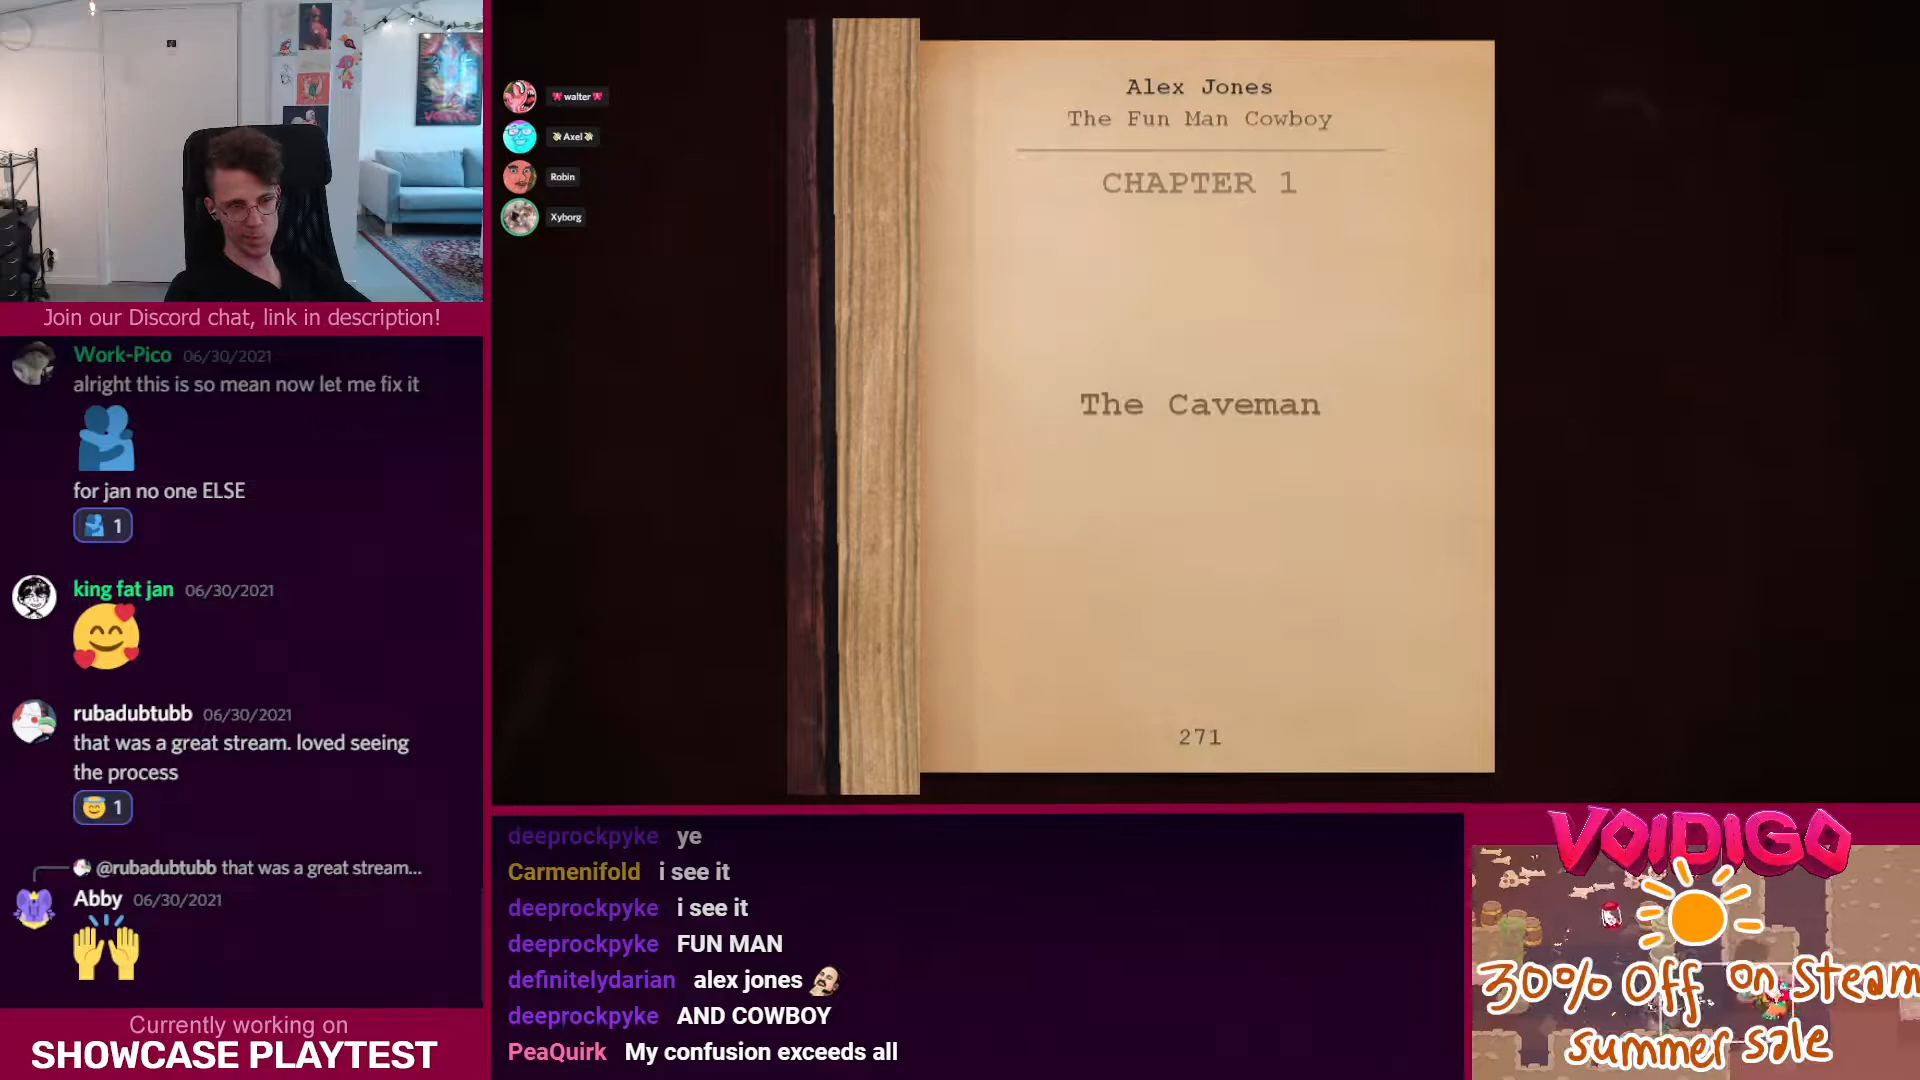 Join our Discord chat, link in description!
Work-Pico 06/30/2021
alright this is so mean now let me fix it
for jan no one ELSE
1
king fat jan 06/30/2021
rubadubtubb 06/30/2021
that was a great stream. loved seeing
the process
1
@rubadubtubb that was a great stream...
Abby 06/30/2021
Currently working on
SHOWCASE PLAYTEST
walter
Axel
Robin
Xyborg
Alex Jones
The Fun Man Cowboy
CHAPTER 1
The Caveman
271
deeprockpyke ye
Carmenifold i see it
deeprockpyke i see it
deeprockpyke FUN MAN
definitelydarian alex jones
deeprockpyke AND COWBOY
PeaQuirk My confusion exceeds all
VOIDIGO
30% Off on Steam
summer sale